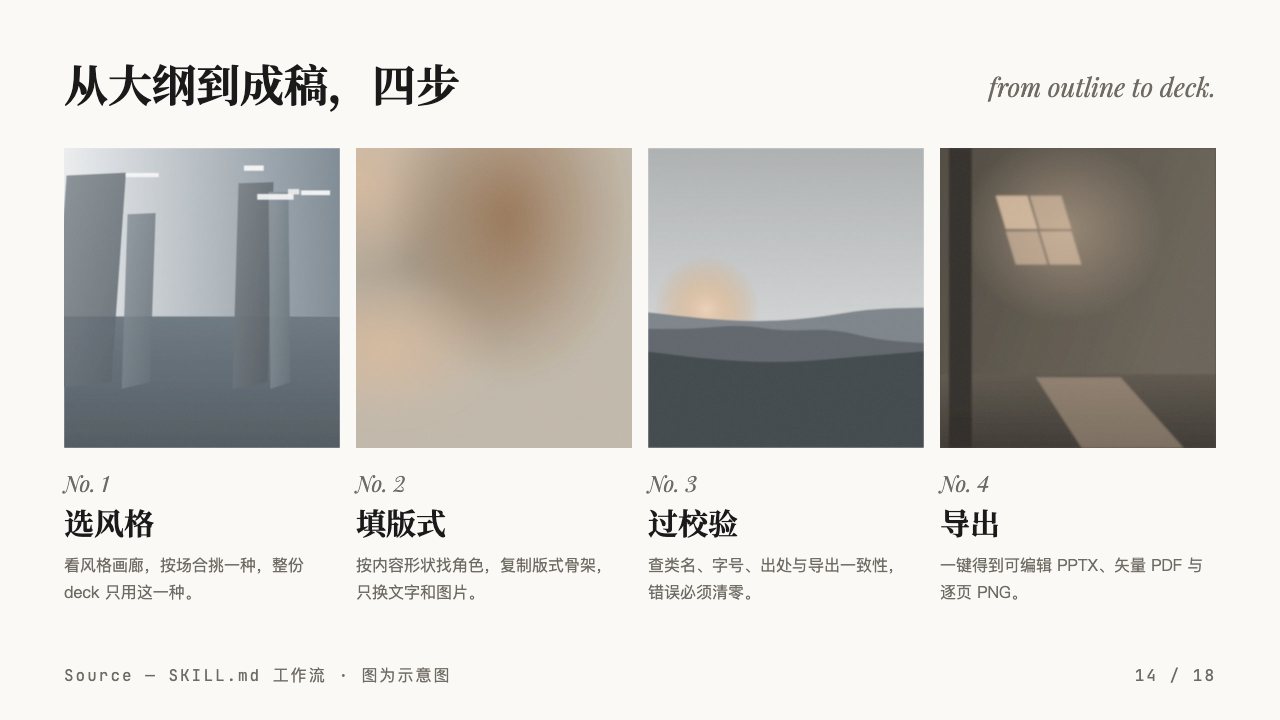 从大纲到成稿，四步
from outline to deck.
No. 1
选风格
看风格画廊，按场合挑一种，整份
deck 只用这一种。
No. 2
填版式
按内容形状找角色，复制版式骨架，
只换文字和图片。
No. 3
过校验
查类名、字号、出处与导出一致性，
错误必须清零。
No. 4
导出
一键得到可编辑 PPTX、矢量 PDF 与
逐页 PNG。
Source — SKILL.md 工作流 · 图为示意图
14 / 18